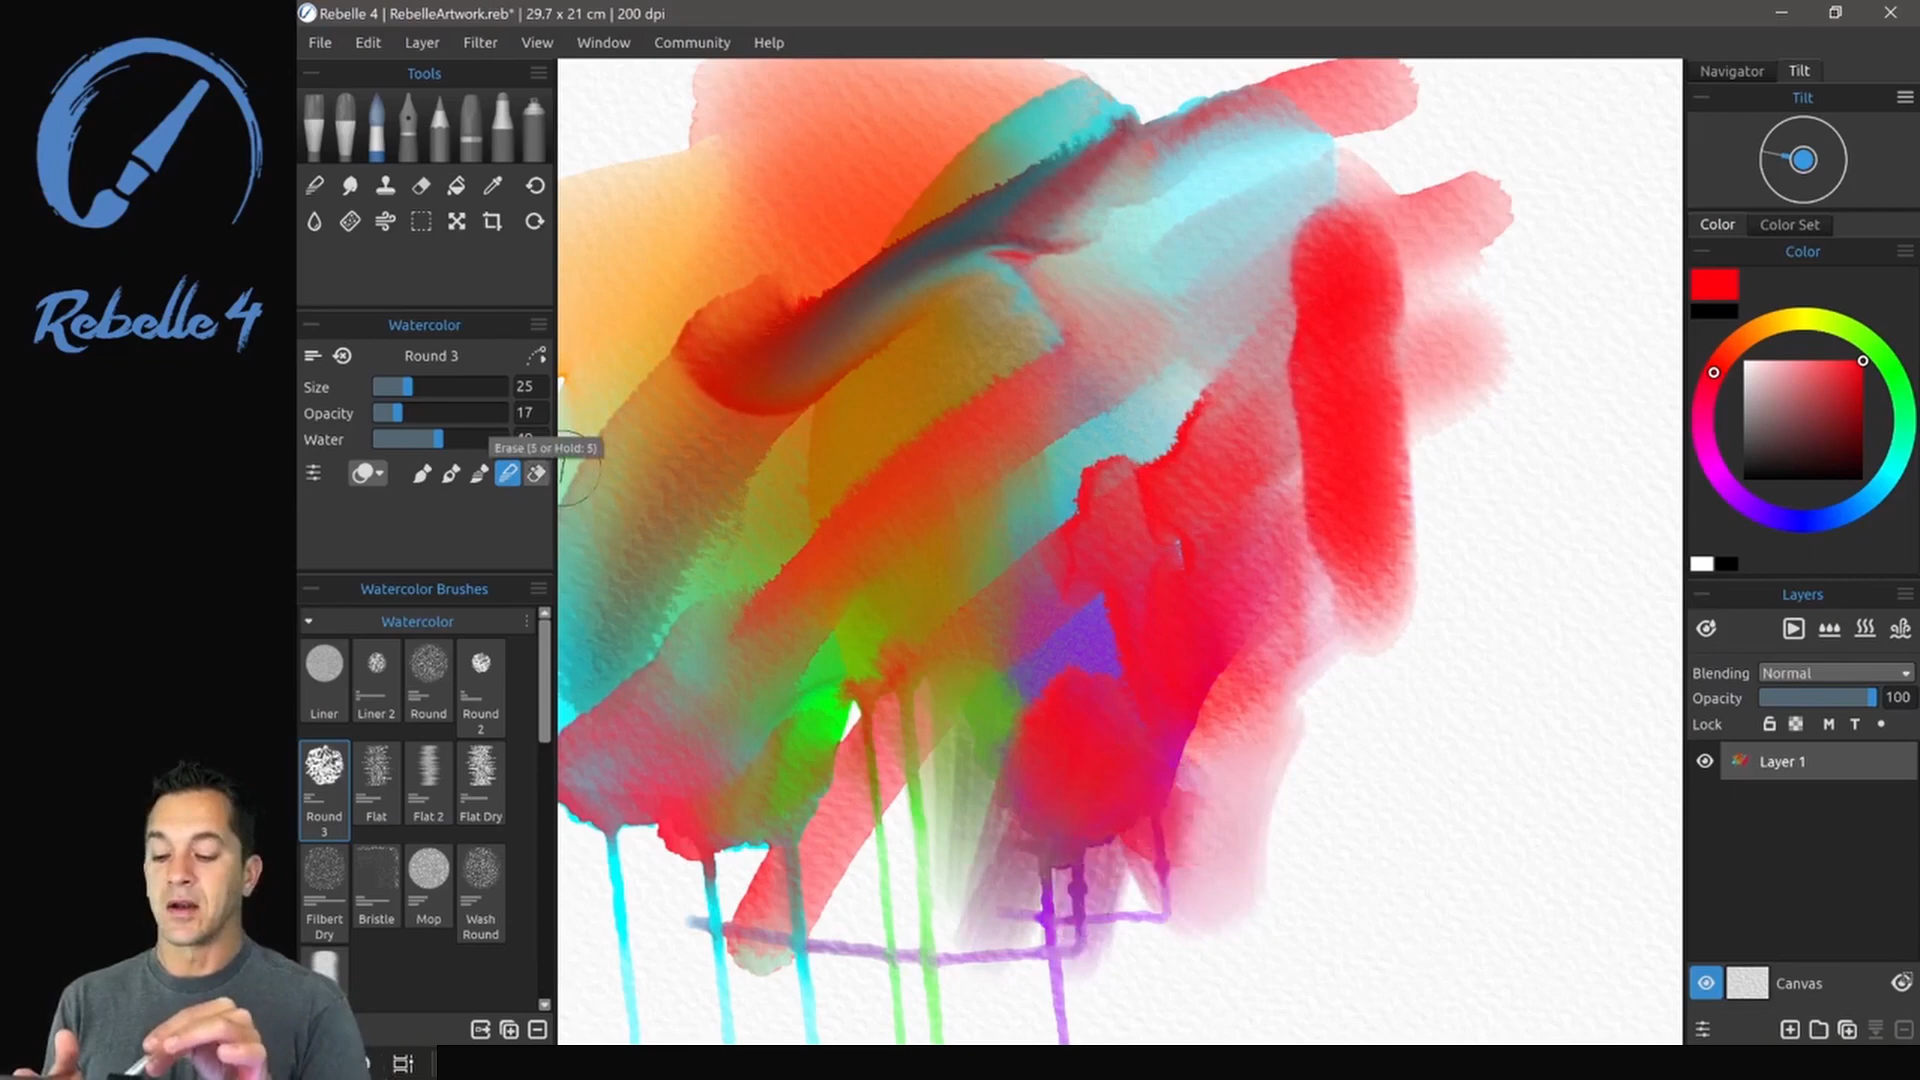 Rebelle 4 | RebelleArtwork.reb* | 29.7 x 21 cm | 200 dpi
File Edit Layer Filter View Window Community Help
Rebelle 4
Tools
Watercolor
Round 3
Size 25
Opacity 17
Water
Erase (5 or Hold: 5)
Watercolor Brushes
Watercolor
Liner
Liner 2
Round
Round 2
Round 3
Flat
Flat 2
Flat Dry
Filbert Dry
Bristle
Mop
Wash Round
Navigator Tilt
Tilt
Color Color Set
Color
Layers
Blending Normal
Opacity 100
Lock M T
Layer 1
Canvas